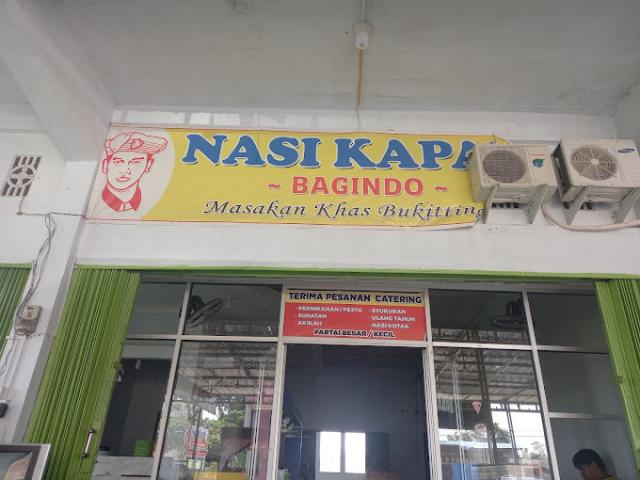 NASI KAPA
~ BAGINDO ~
Masakan Khas Bukitting
TERIMA PESANAN CATERING
- PERNIKAHAN / PESTA - SYUKURAN
- SUNATAN - ULANG TAHUN
- AKIKAH - NASI KOTAK
PARTAI BESAR / KECIL
SAMSUNG